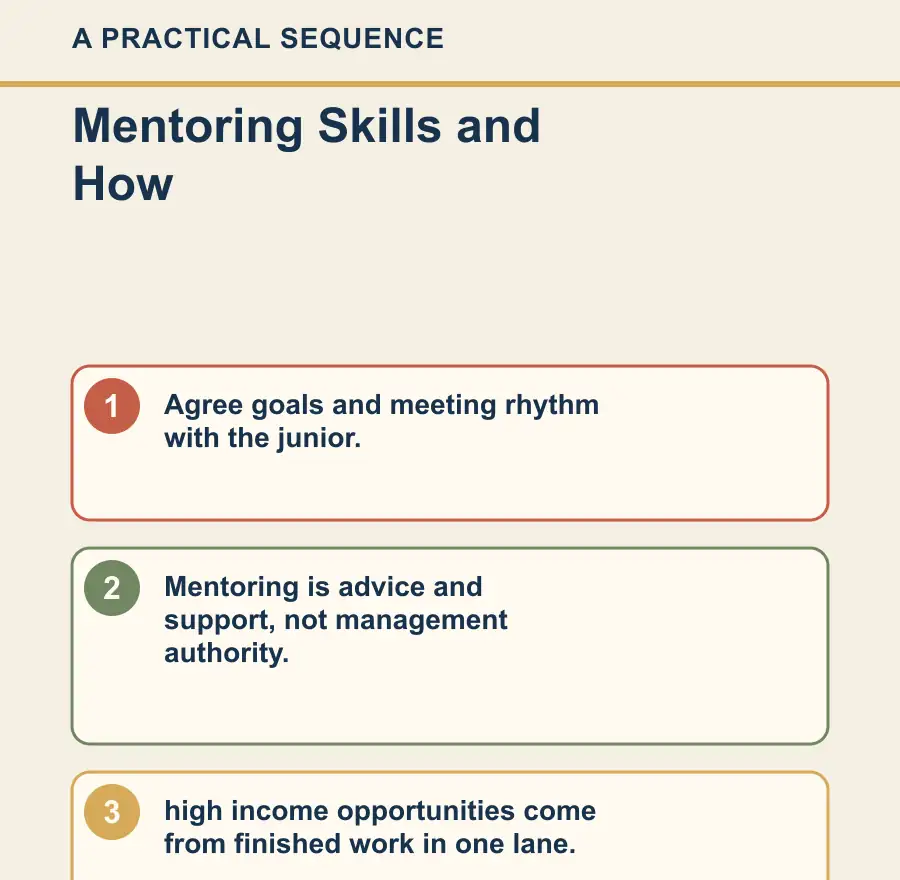 A PRACTICAL SEQUENCE
Mentoring Skills and
How
1
Agree goals and meeting rhythm
with the junior.
2
Mentoring is advice and
support, not management
authority.
3
high income opportunities come
from finished work in one lane.